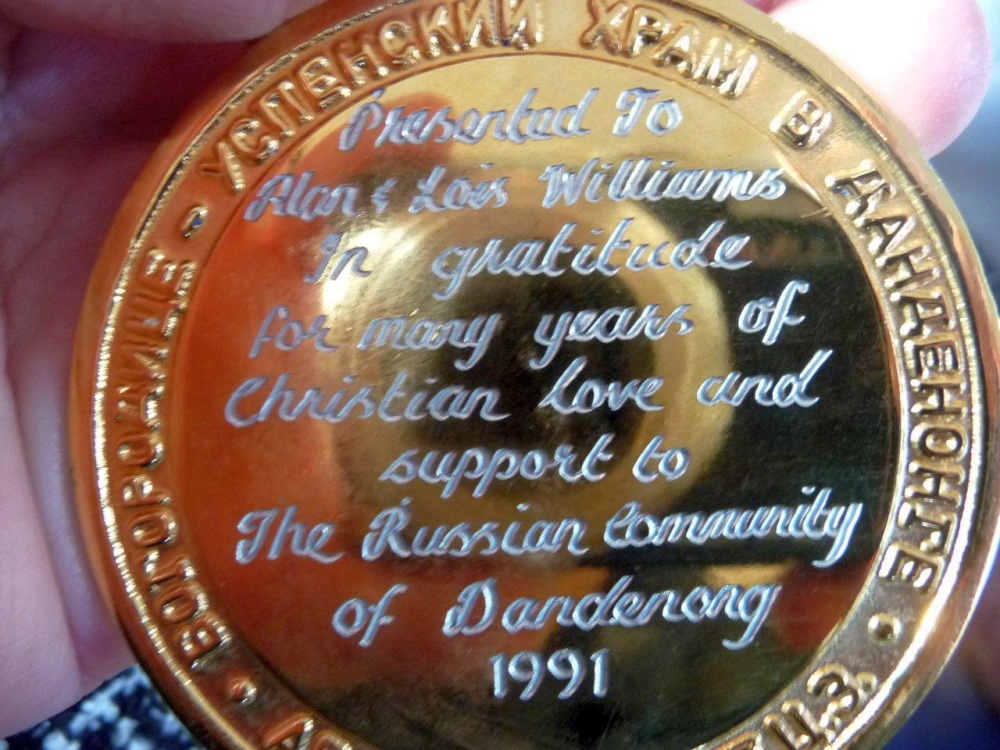 УСПЕНСКИЙ ХРАМ В ДАНДЕНОНГЕ
Presented To
Alan & Lois Williams
In gratitude
for many years of
Christian Love and
support to
The Russian Community
of Dandenong
1991